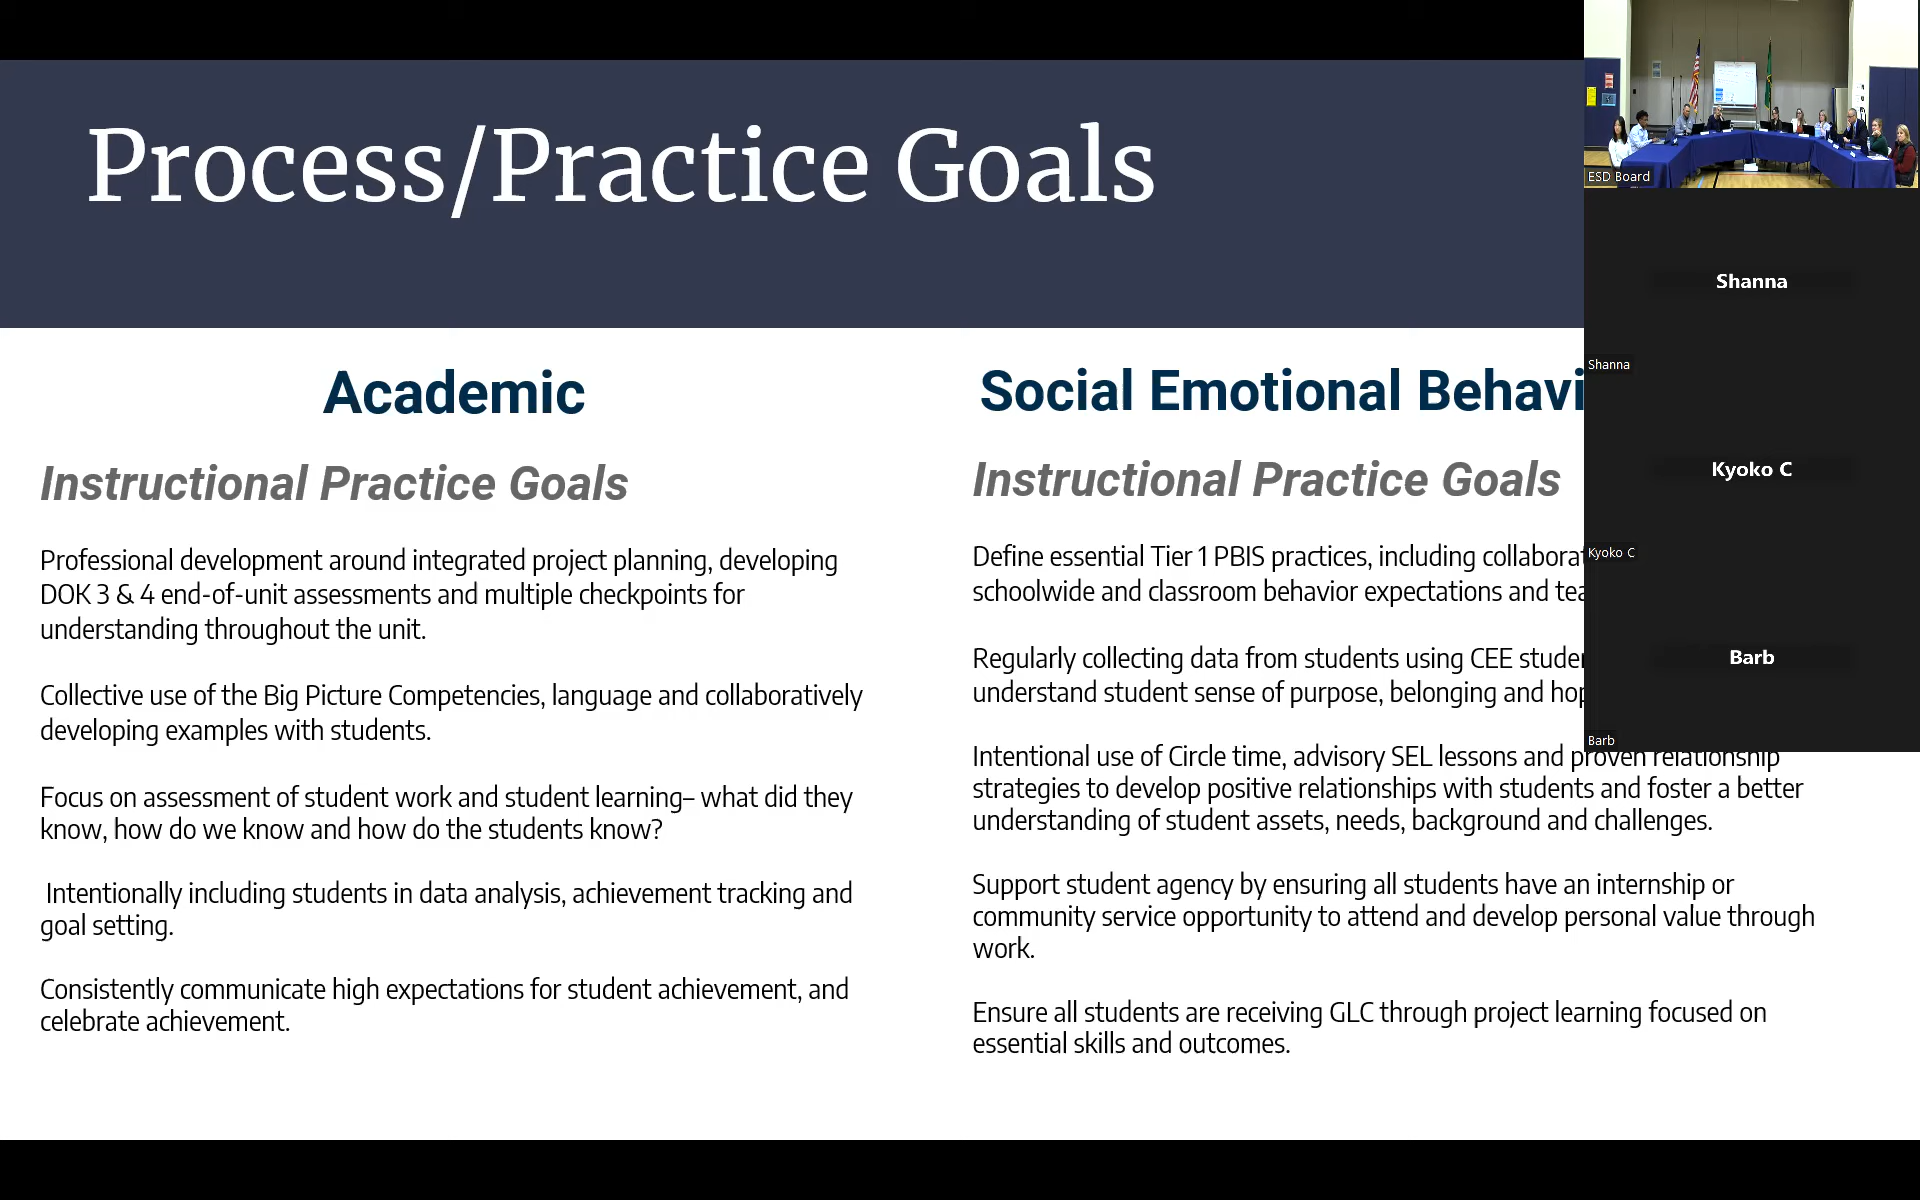 Process/Practice Goals
Academic
Instructional Practice Goals
Professional development around integrated project planning, developing
DOK 3 & 4 end-of-unit assessments and multiple checkpoints for
understanding throughout the unit.
Collective use of the Big Picture Competencies, language and collaboratively
developing examples with students.
Focus on assessment of student work and student learning– what did they
know, how do we know and how do the students know?
Intentionally including students in data analysis, achievement tracking and
goal setting.
Consistently communicate high expectations for student achievement, and
celebrate achievement.
Social Emotional Behavi
Instructional Practice Goals
Define essential Tier 1 PBIS practices, including collaborat
schoolwide and classroom behavior expectations and tea
Regularly collecting data from students using CEE studen
understand student sense of purpose, belonging and hop
Intentional use of Circle time, advisory SEL lessons and proven relationship
strategies to develop positive relationships with students and foster a better
understanding of student assets, needs, background and challenges.
Support student agency by ensuring all students have an internship or
community service opportunity to attend and develop personal value through
work.
Ensure all students are receiving GLC through project learning focused on
essential skills and outcomes.
ESD Board
Shanna
Shanna
Kyoko C
Kyoko C
Barb
Barb